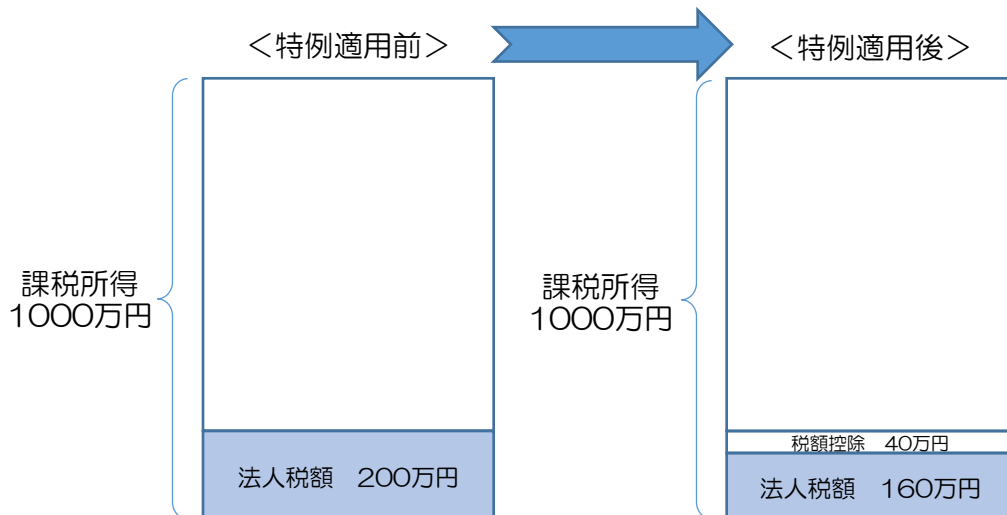 ＜特例適用前＞
＜特例適用後＞
課税所得
1000万円
課税所得
1000万円
税額控除　40万円
法人税額　200万円
法人税額　160万円